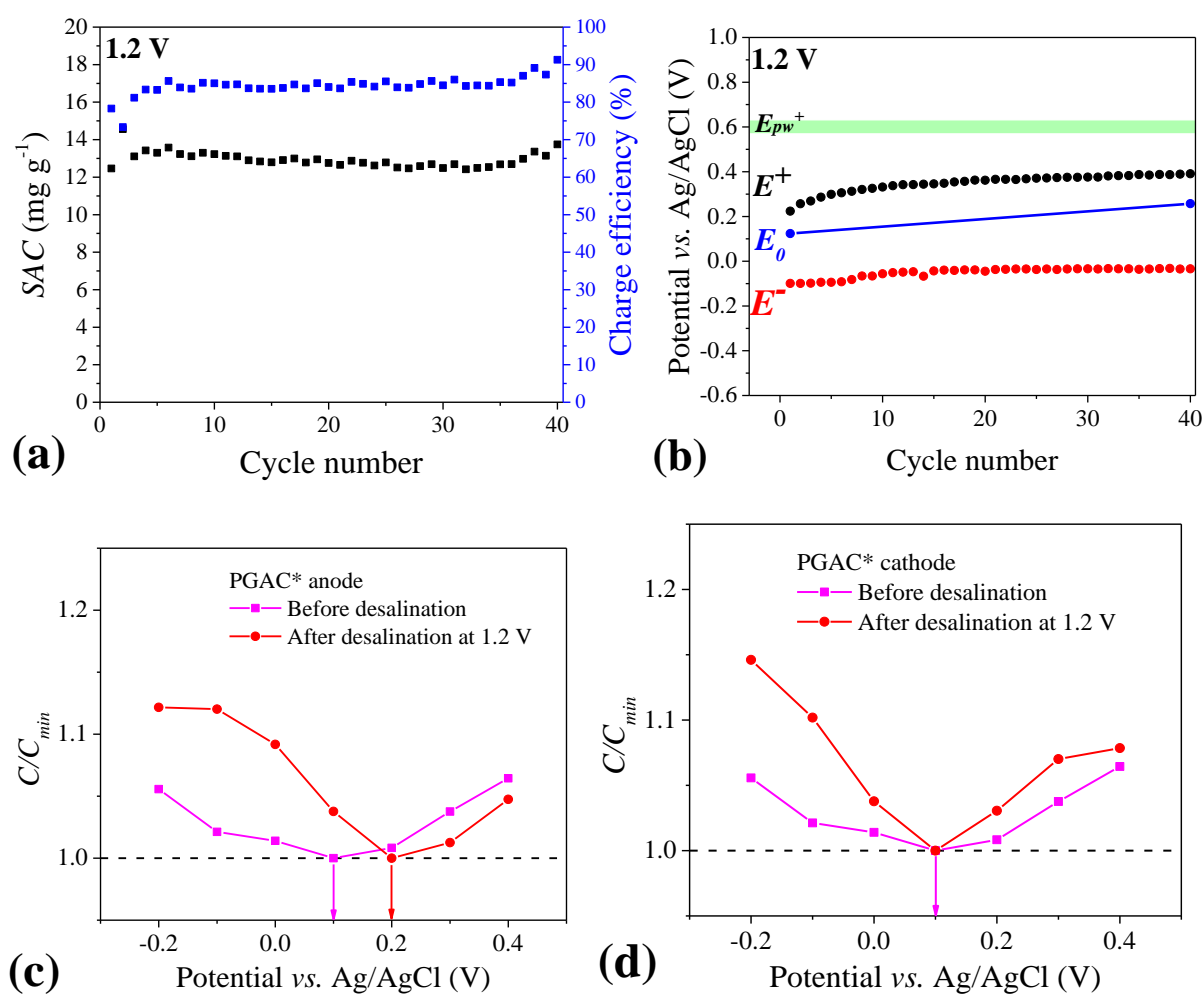 1.2 V
20
18
16
14
12
10
8
6
4
2
0
100
90
80
70
60
50
40
30
20
10
0
0 10 20 30 40
SAC (mg g⁻¹)
Charge efficiency (%)
Cycle number
(a)
1.2 V
1.0
0.8
0.6
0.4
0.2
0.0
-0.2
-0.4
-0.6
Epw⁺
E⁺
E₀
E⁻
0 10 20 30 40
Potential vs. Ag/AgCl (V)
Cycle number
(b)
PGAC* anode
Before desalination
After desalination at 1.2 V
1.2
1.1
1.0
C/Cmin
-0.2 0.0 0.2 0.4
Potential vs. Ag/AgCl (V)
(c)
PGAC* cathode
Before desalination
After desalination at 1.2 V
1.2
1.1
1.0
C/Cmin
-0.2 0.0 0.2 0.4
Potential vs. Ag/AgCl (V)
(d)